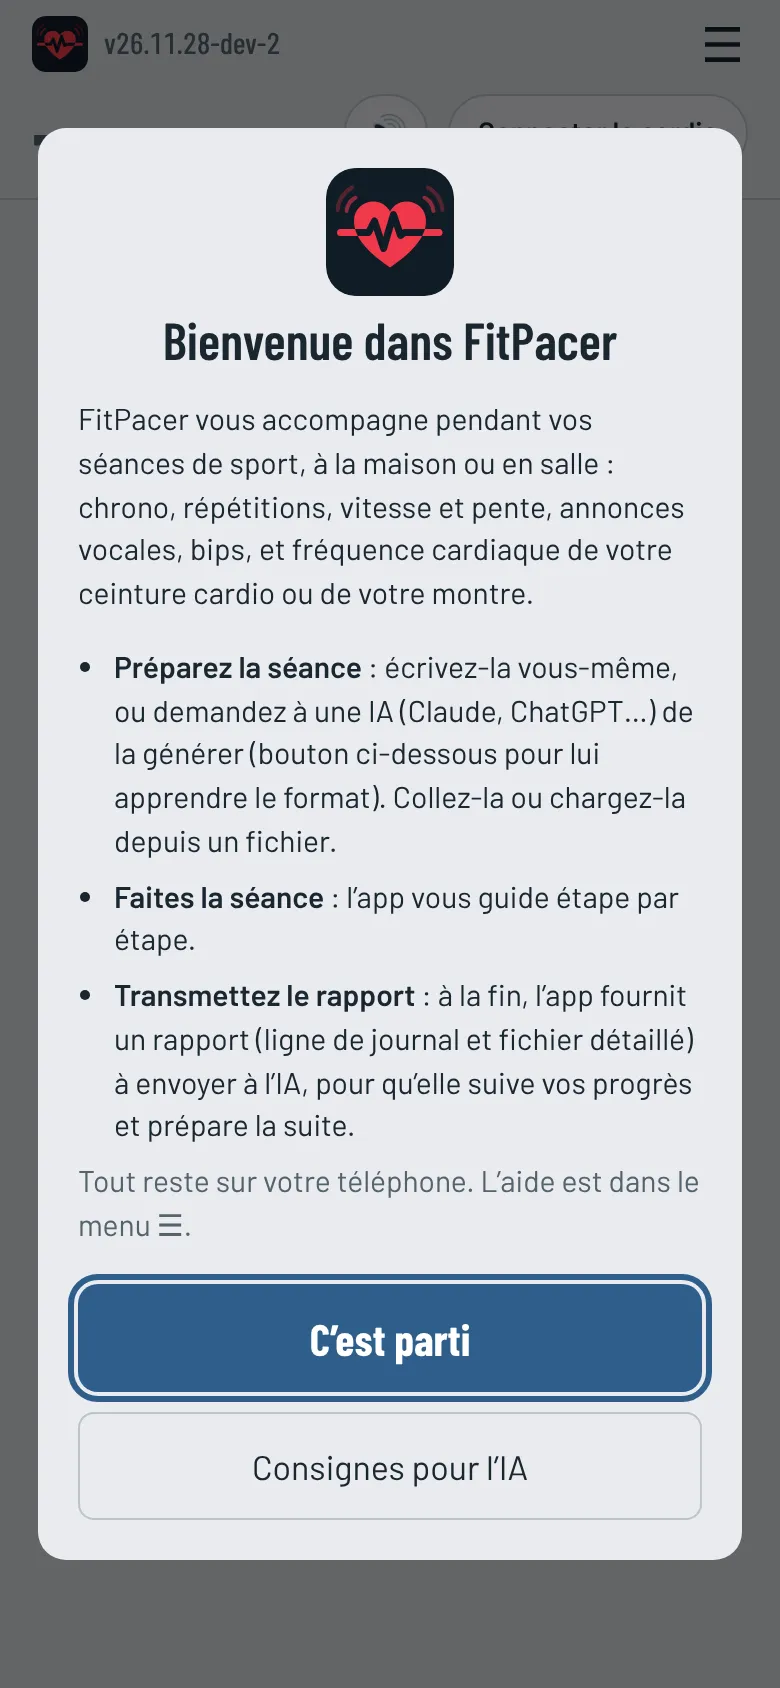 v26.11.28-dev-2
Bienvenue dans FitPacer
FitPacer vous accompagne pendant vos
séances de sport, à la maison ou en salle :
chrono, répétitions, vitesse et pente, annonces
vocales, bips, et fréquence cardiaque de votre
ceinture cardio ou de votre montre.
• Préparez la séance : écrivez-la vous-même,
ou demandez à une IA (Claude, ChatGPT…) de
la générer (bouton ci-dessous pour lui
apprendre le format). Collez-la ou chargez-la
depuis un fichier.
• Faites la séance : l’app vous guide étape par
étape.
• Transmettez le rapport : à la fin, l’app fournit
un rapport (ligne de journal et fichier détaillé)
à envoyer à l’IA, pour qu’elle suive vos progrès
et prépare la suite.
Tout reste sur votre téléphone. L’aide est dans le
menu ☰.
C’est parti
Consignes pour l’IA